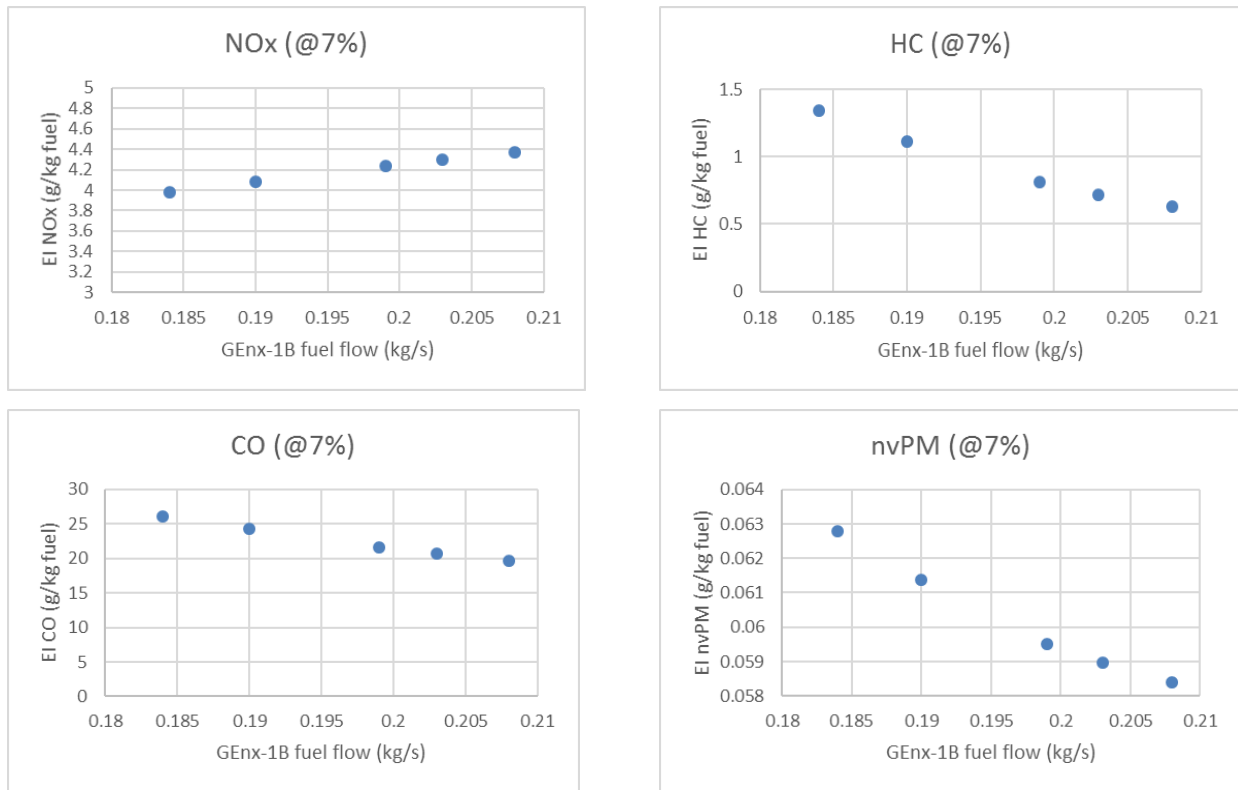 NOx (@7%)
EI NOx (g/kg fuel)
5
4.8
4.6
4.4
4.2
4
3.8
3.6
3.4
3.2
3
0.18 0.185 0.19 0.195 0.2 0.205 0.21
GEnx-1B fuel flow (kg/s)
HC (@7%)
EI HC (g/kg fuel)
1.5
1
0.5
0
0.18 0.185 0.19 0.195 0.2 0.205 0.21
GEnx-1B fuel flow (kg/s)
CO (@7%)
EI CO (g/kg fuel)
30
25
20
15
10
5
0
0.18 0.185 0.19 0.195 0.2 0.205 0.21
GEnx-1B fuel flow (kg/s)
nvPM (@7%)
EI nvPM (g/kg fuel)
0.064
0.063
0.062
0.061
0.06
0.059
0.058
0.18 0.185 0.19 0.195 0.2 0.205 0.21
GEnx-1B fuel flow (kg/s)